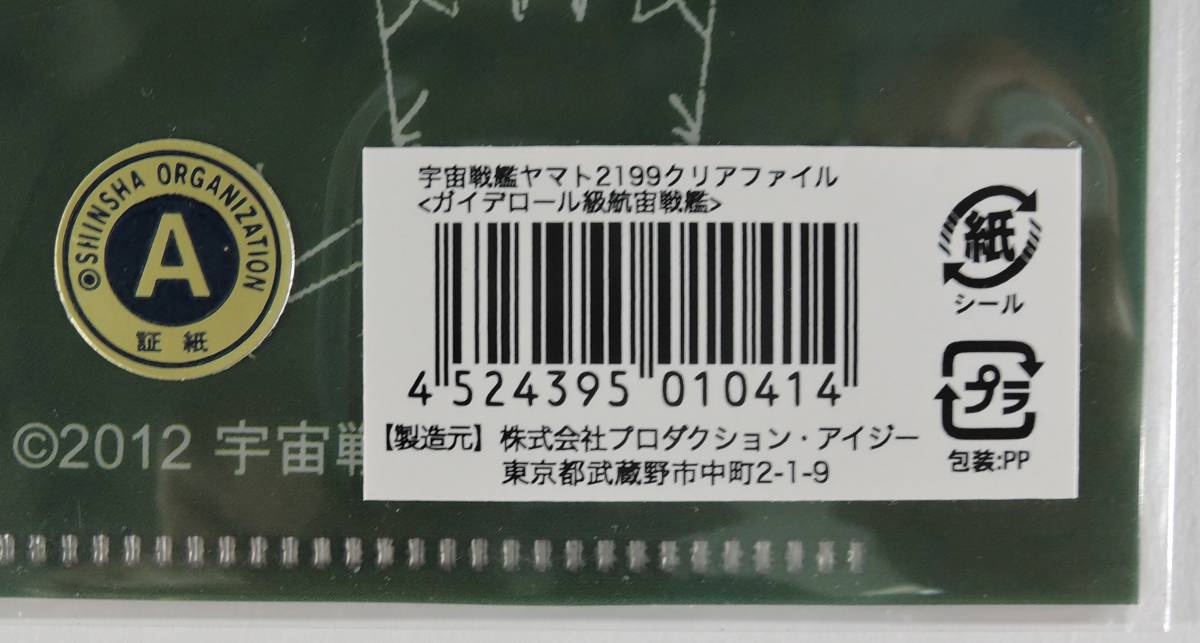 宇宙戦艦ヤマト2199クリアファイル
<ガイデロール級航宙戦艦>
4 524395 010414
【製造元】株式会社プロダクション・アイジー
東京都武蔵野市中町2-1-9
紙
シール
プラ
包装:PP
SHINSHA ORGANIZATION
A
証紙
©2012 宇宙戦